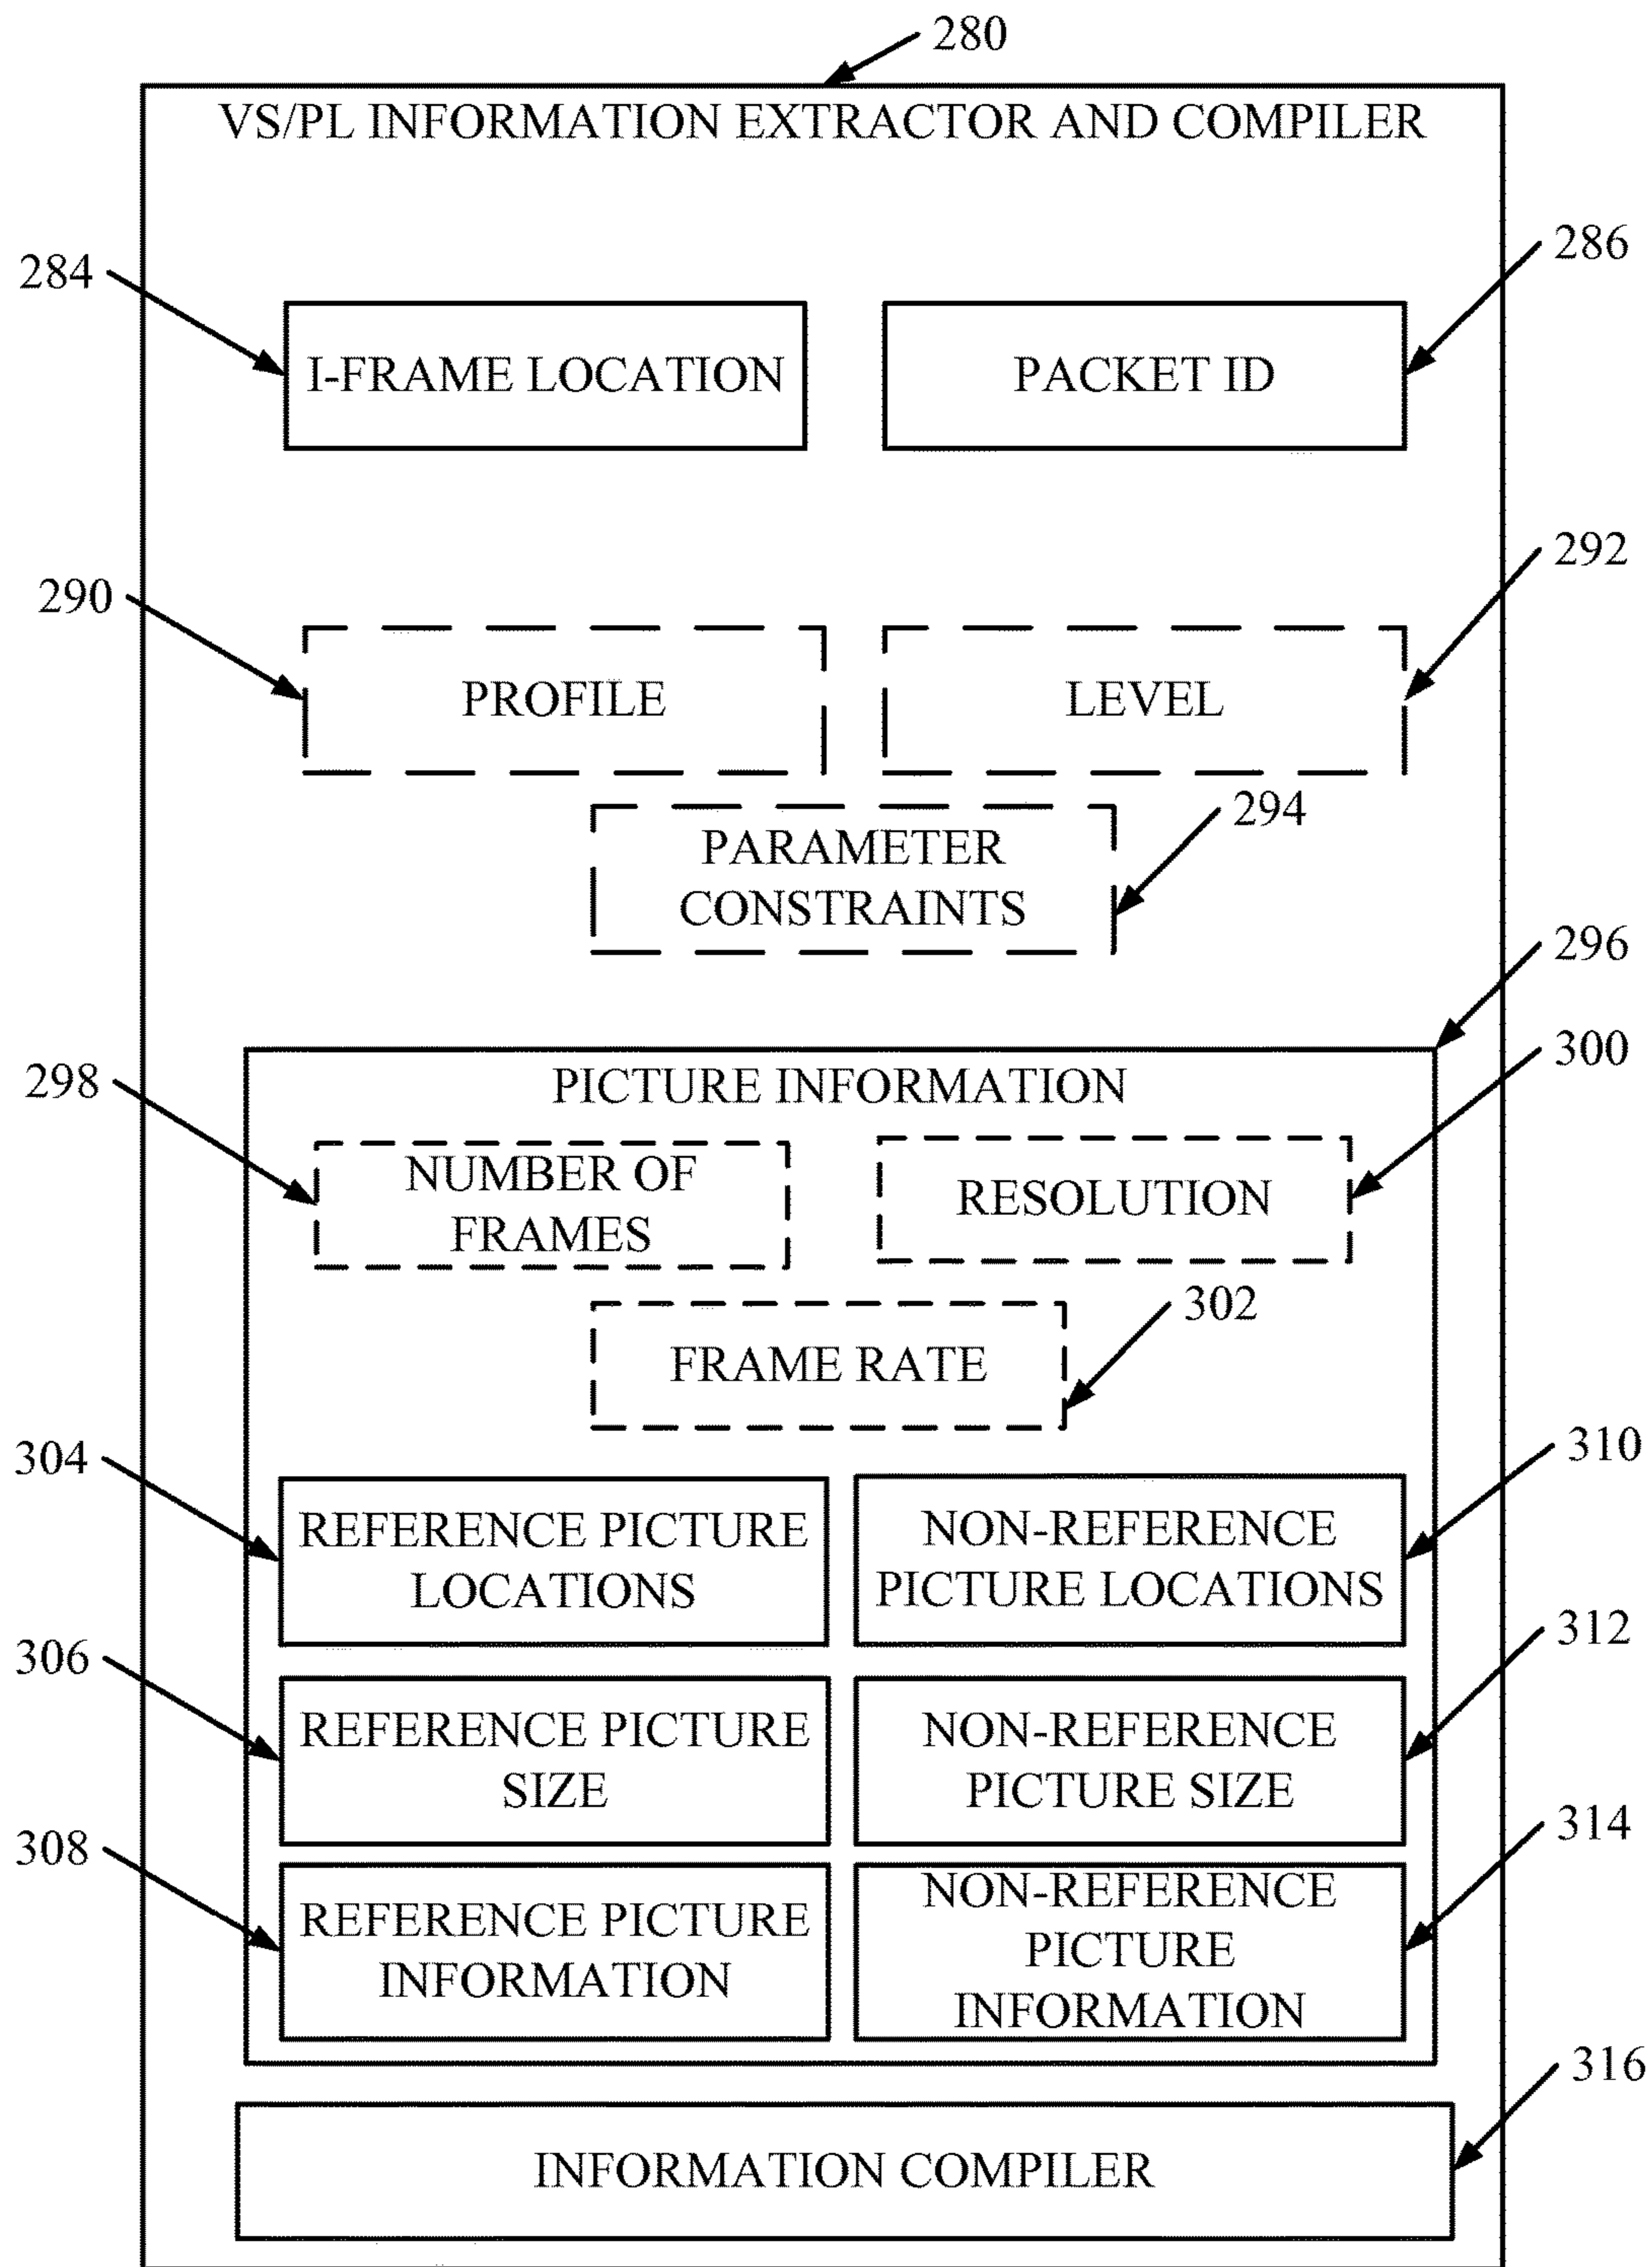 280
VS/PL INFORMATION EXTRACTOR AND COMPILER
284
286
I-FRAME LOCATION
PACKET ID
290
292
PROFILE
LEVEL
294
PARAMETER
CONSTRAINTS
296
PICTURE INFORMATION
298
300
NUMBER OF
FRAMES
RESOLUTION
302
FRAME RATE
304
310
REFERENCE PICTURE
LOCATIONS
NON-REFERENCE
PICTURE LOCATIONS
306
312
REFERENCE PICTURE
SIZE
NON-REFERENCE
PICTURE SIZE
308
314
REFERENCE PICTURE
INFORMATION
NON-REFERENCE
PICTURE
INFORMATION
316
INFORMATION COMPILER